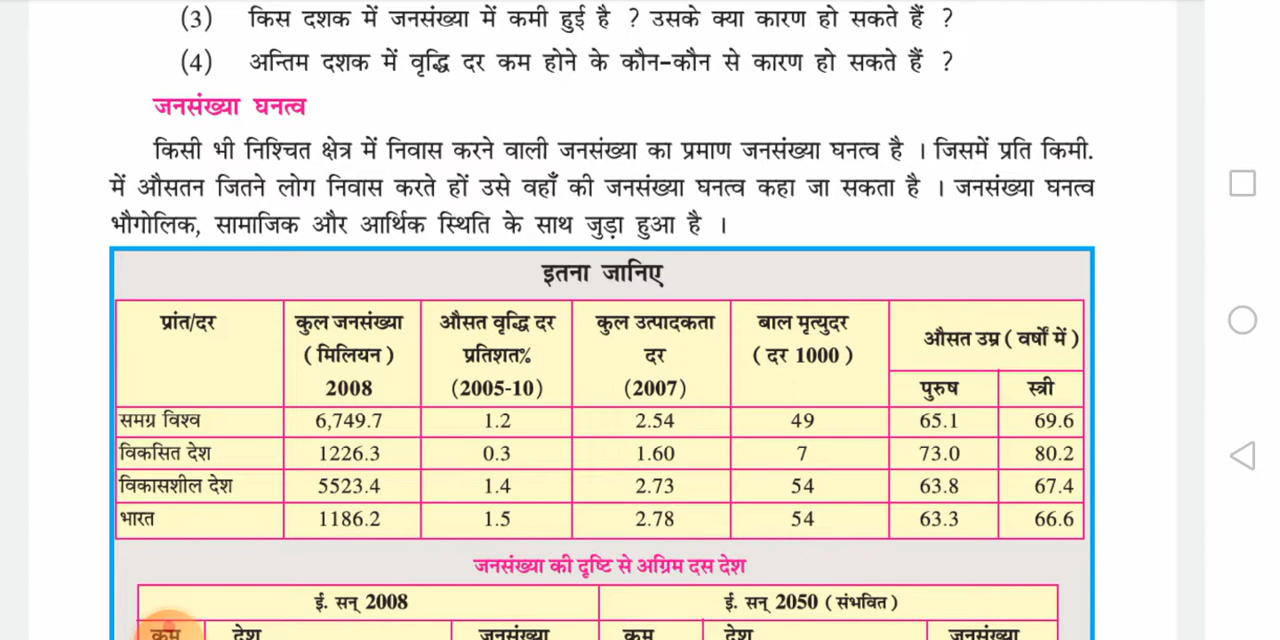 (3) किस दशक में जनसंख्या में कमी हुई है ? उसके क्या कारण हो सकते हैं ?
(4) अन्तिम दशक में वृद्धि दर कम होने के कौन-कौन से कारण हो सकते हैं ?
जनसंख्या घनत्व
किसी भी निश्चित क्षेत्र में निवास करने वाली जनसंख्या का प्रमाण जनसंख्या घनत्व है । जिसमें प्रति किमी.
में औसतन जितने लोग निवास करते हों उसे वहाँ की जनसंख्या घनत्व कहा जा सकता है । जनसंख्या घनत्व
भौगोलिक, सामाजिक और आर्थिक स्थिति के साथ जुड़ा हुआ है ।
इतना जानिए
प्रांत/दर कुल जनसंख्या औसत वृद्धि दर कुल उत्पादकता बाल मृत्युदर औसत उम्र ( वर्षों में )
( मिलियन ) प्रतिशत% दर ( दर 1000 )
2008 (2005-10) (2007) पुरुष स्त्री
समग्र विश्व 6,749.7 1.2 2.54 49 65.1 69.6
विकसित देश 1226.3 0.3 1.60 7 73.0 80.2
विकासशील देश 5523.4 1.4 2.73 54 63.8 67.4
भारत 1186.2 1.5 2.78 54 63.3 66.6
जनसंख्या की दृष्टि से अग्रिम दस देश
ई. सन् 2008 ई. सन् 2050 ( संभवित )
क्रम देश जनसंख्या क्रम देश जनसंख्या